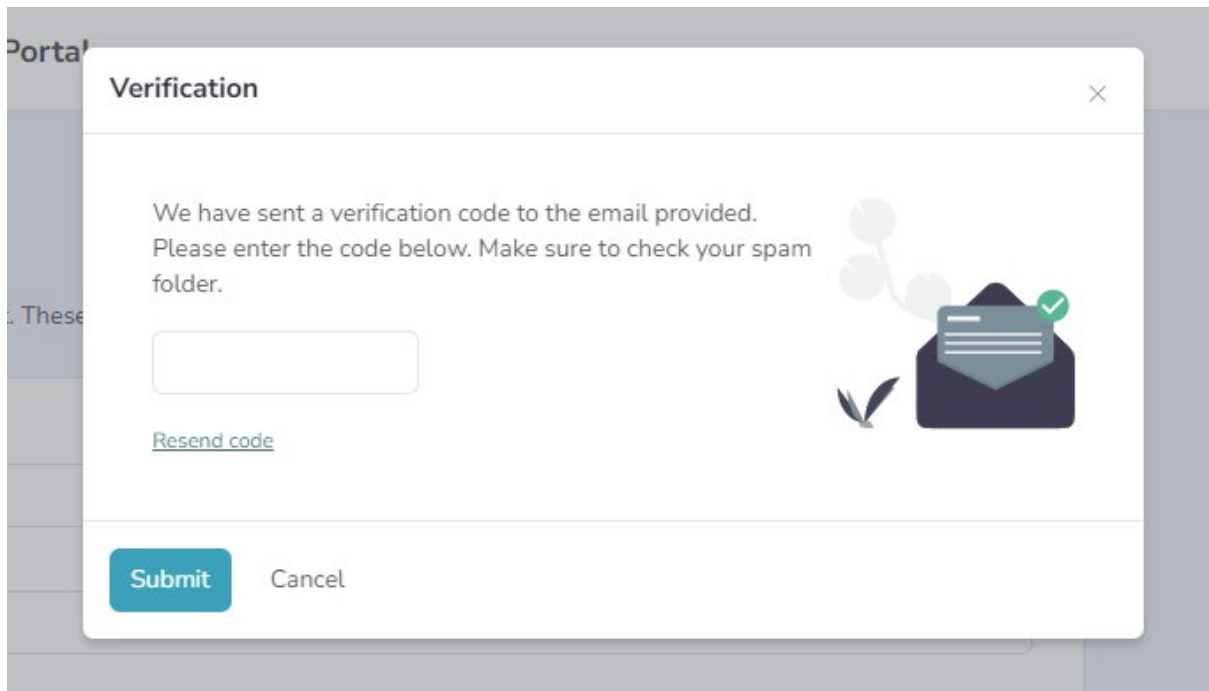 Portal
Verification
We have sent a verification code to the email provided.
Please enter the code below. Make sure to check your spam
folder.
. These
Resend code
Submit Cancel